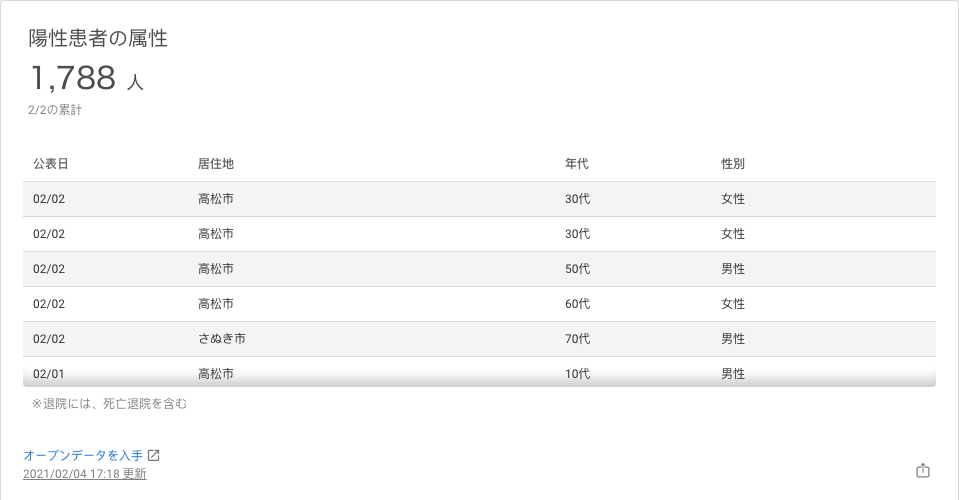 陽性患者の属性
1,788 人
2/2の累計
公表日 居住地 年代 性別
02/02 高松市 30代 女性
02/02 高松市 30代 女性
02/02 高松市 50代 男性
02/02 高松市 60代 女性
02/02 さぬき市 70代 男性
02/01 高松市 10代 男性
※退院には、死亡退院を含む
オープンデータを入手
2021/02/04 17:18 更新